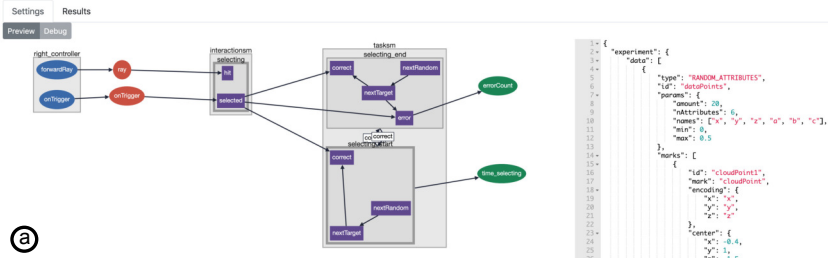 Settings Results
Preview Debug
right_controller
forwardRay
ray
onTrigger
onTrigger
interactionsm
selecting
hit
selected
tasksm
selecting_end
correct
nextRandom
nextTarget
error
errorCount
correct
correct
nextRandom
nextTarget
time_selecting
a
1 {
2 "experiment": {
3 "data": [
4 {
5 "type": "RANDOM_ATTRIBUTES",
6 "id": "dataPoints",
7 "params": {
8 "amount": 20,
9 "nAttributes": 6,
10 "names": ["x", "y", "z", "a", "b", "c"],
11 "min": 0,
12 "max": 0.5
13 },
14 "marks": [
15 {
16 "id": "cloudPoint1",
17 "mark": "cloudPoint",
18 "encoding": {
19 "x": "x",
20 "y": "y",
21 "z": "z"
22 },
23 "center": {
24 "x": -0.4,
25 "y": 1,